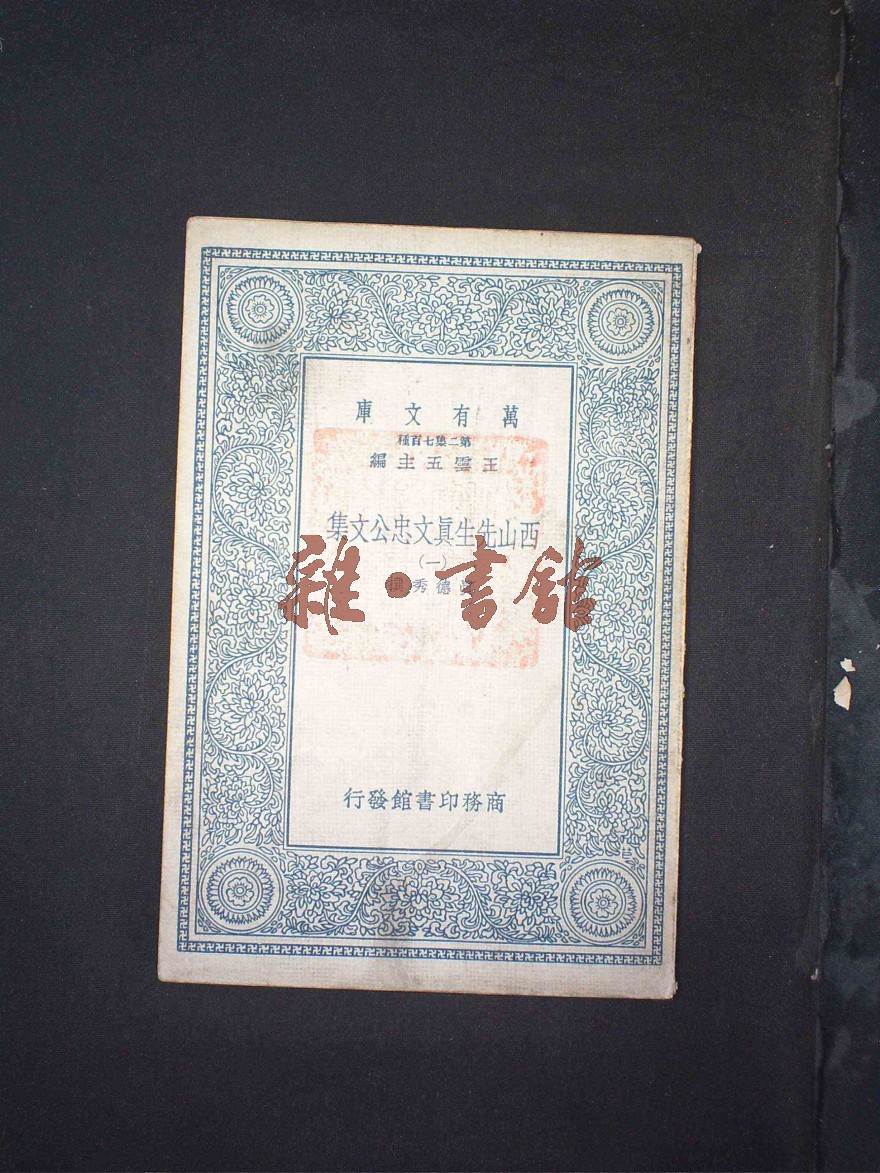 萬有文庫
第二集七百種
王雲五主編
西山先生眞文忠公文集
（一）
德秀撰
雜·書館
商務印書館發行